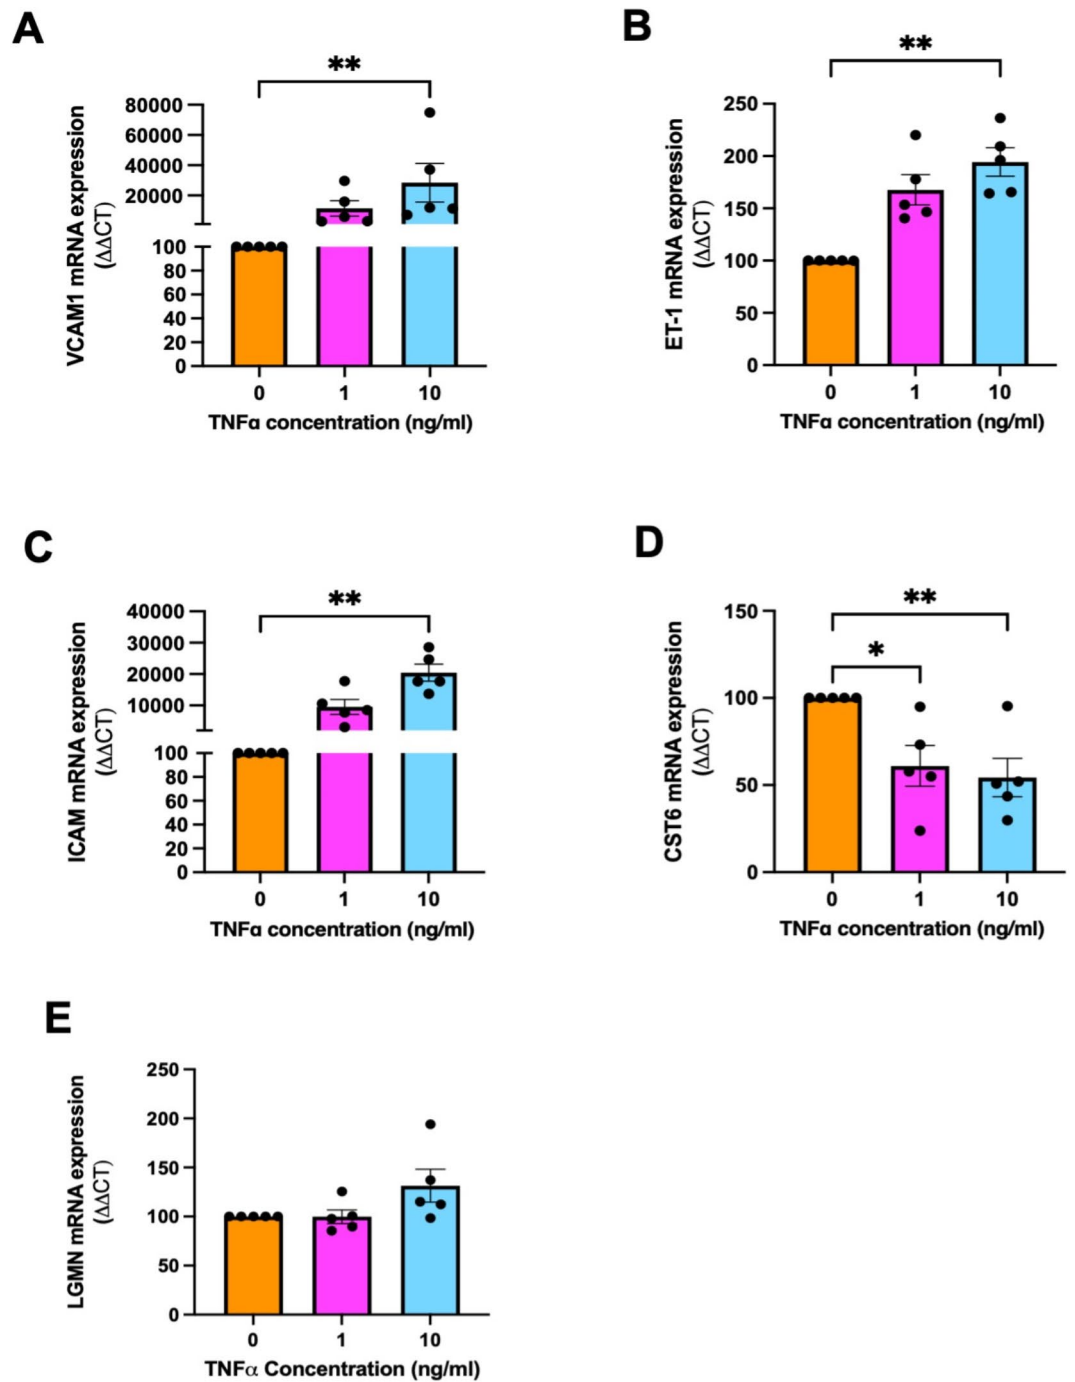 A
**
VCAM1 mRNA expression
(ΔΔCT)
80000
60000
40000
20000
100
80
60
40
20
0
0 1 10
TNFα concentration (ng/ml)
B
**
ET-1 mRNA expression
(ΔΔCT)
250
200
150
100
50
0
0 1 10
TNFα concentration (ng/ml)
C
**
ICAM mRNA expression
(ΔΔCT)
40000
30000
20000
10000
100
80
60
40
20
0
0 1 10
TNFα concentration (ng/ml)
D
**
*
CST6 mRNA expression
(ΔΔCT)
150
100
50
0
0 1 10
TNFα concentration (ng/ml)
E
LGMN mRNA expression
(ΔΔCT)
250
200
150
100
50
0
0 1 10
TNFα Concentration (ng/ml)